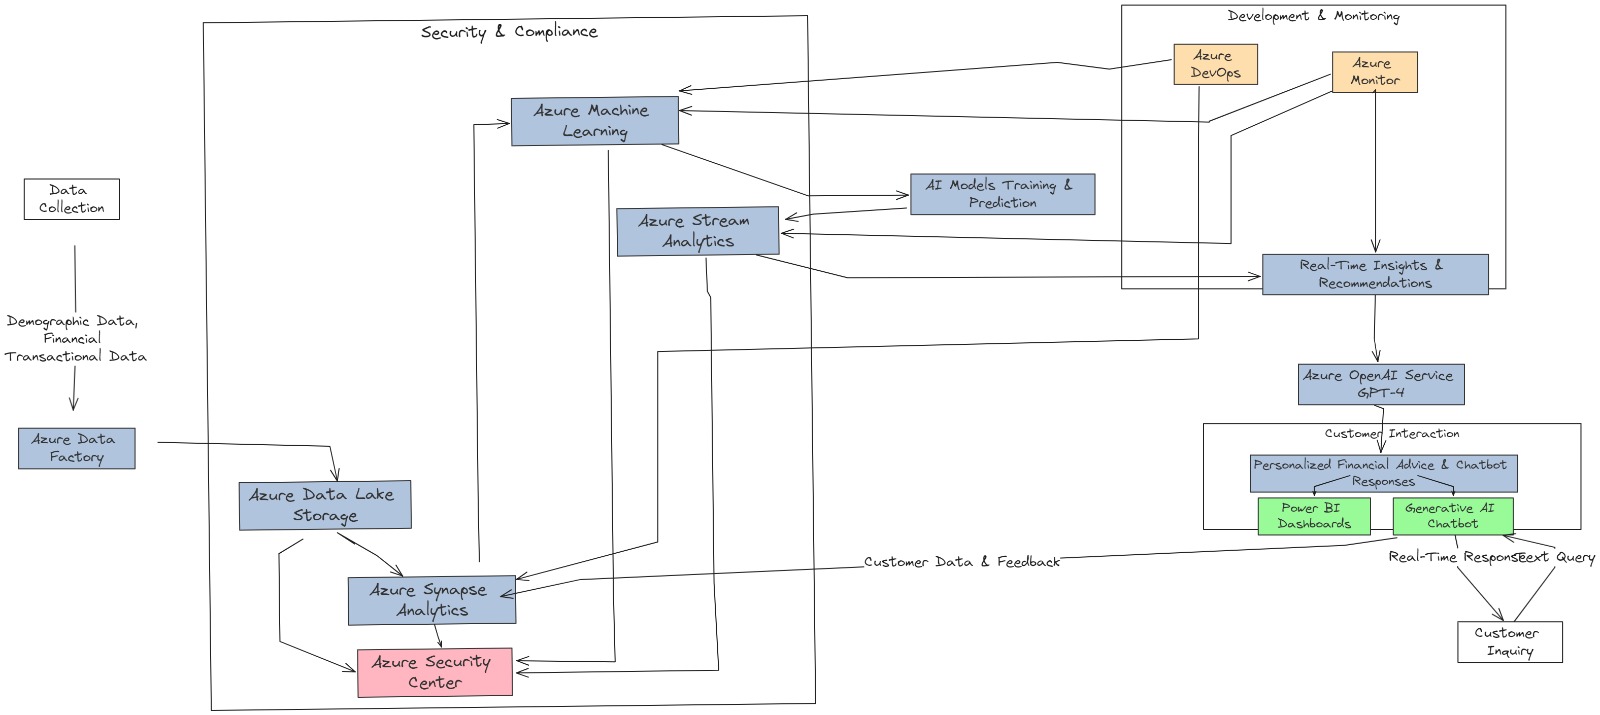 Security & Compliance
Development & Monitoring
Azure
DevOps
Azure
Monitor
Azure Machine
Learning
Data
Collection
AI Models Training &
Prediction
Azure Stream
Analytics
Real-Time Insights &
Recommendations
Demographic Data,
Financial
Transactional Data
Azure OpenAI Service
GPT-4
Azure Data
Factory
Customer Interaction
Personalized Financial Advice & Chatbot
Responses
Azure Data Lake
Storage
Power BI
Dashboards
Generative AI
Chatbot
Customer Data & Feedback
Real-Time Response
Text Query
Azure Synapse
Analytics
Customer
Inquiry
Azure Security
Center